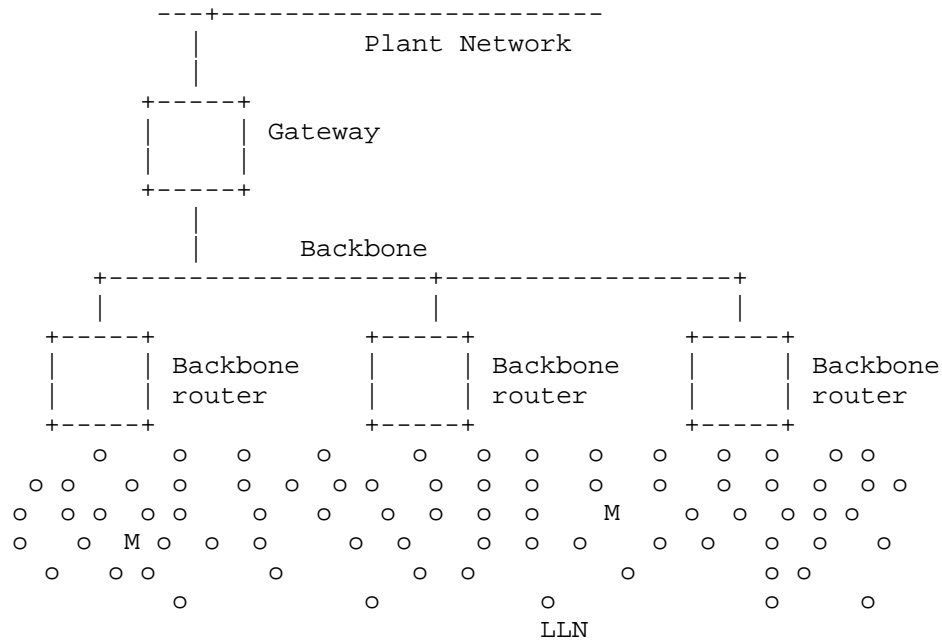 ---+------------------------
| Plant Network
|
+-----+
| | Gateway
| |
+-----+
|
| Backbone
+--------------------+------------------+
| | |
+-----+ +-----+ +-----+
| | Backbone | | Backbone | | Backbone
| | router | | router | | router
+-----+ +-----+ +-----+
o o o o o o o o o o o o o
o o o o o o o o o o o o o o o o o o
o o o o o o o o o o o M o o o o o
o o M o o o o o o o o o o o o o
o o o o o o o o o
o o o o o
LLN